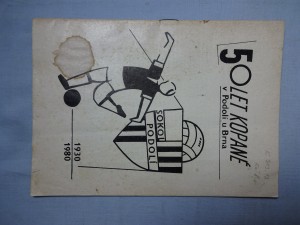 50 LET KOPANÉ
v Podolí u Brna
SOKOL
PODOLÍ
1930
1980